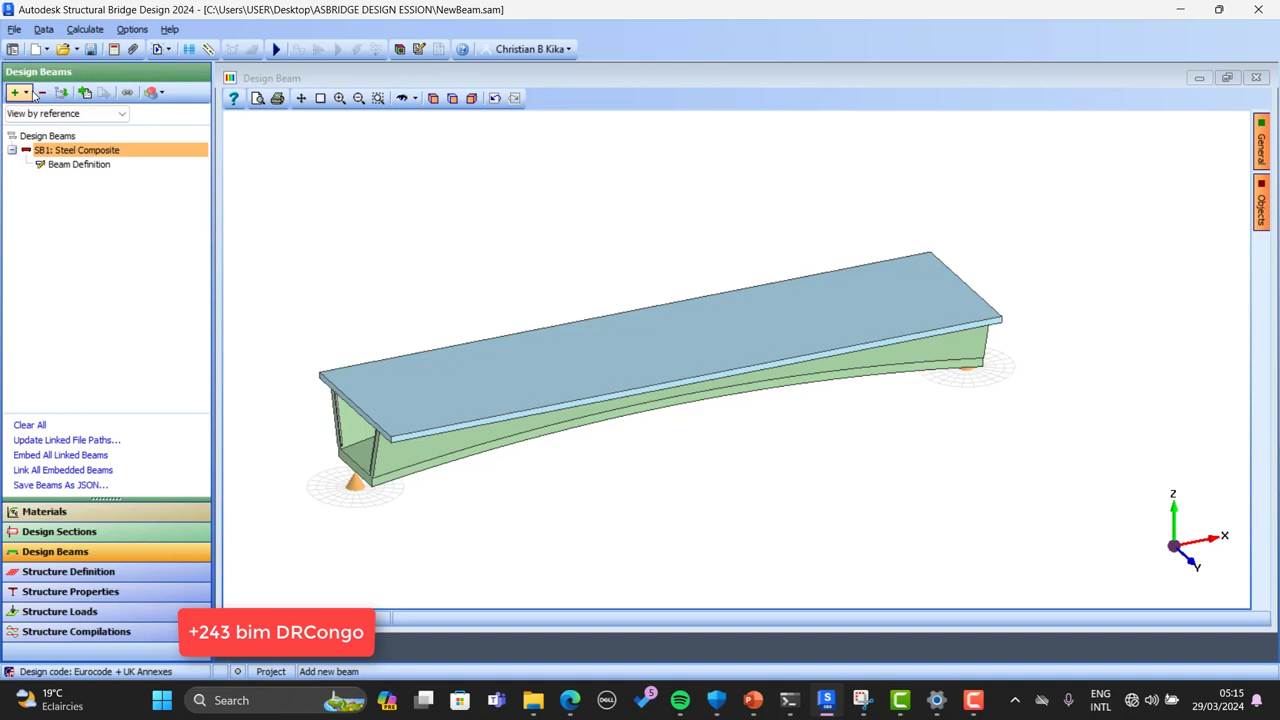 Autodesk Structural Bridge Design 2024 - [C:\Users\USER\Desktop\ASBRIDGE DESIGN ESSION\NewBeam.sam]
File Data Calculate Options Help
Christian B Kika
Design Beams
Design Beam
View by reference
Design Beams
SB1: Steel Composite
Beam Definition
General
Objects
Clear All
Update Linked File Paths...
Embed All Linked Beams
Link All Embedded Beams
Save Beams As JSON...
Materials
Design Sections
Design Beams
Structure Definition
Structure Properties
Structure Loads
Structure Compilations
Z
X
Y
+243 bim DRCongo
Design code: Eurocode + UK Annexes
Project
Add new beam
19°C
Eclaircies
Search
PRE
DELL
5
ENG
INTL
05:15
29/03/2024